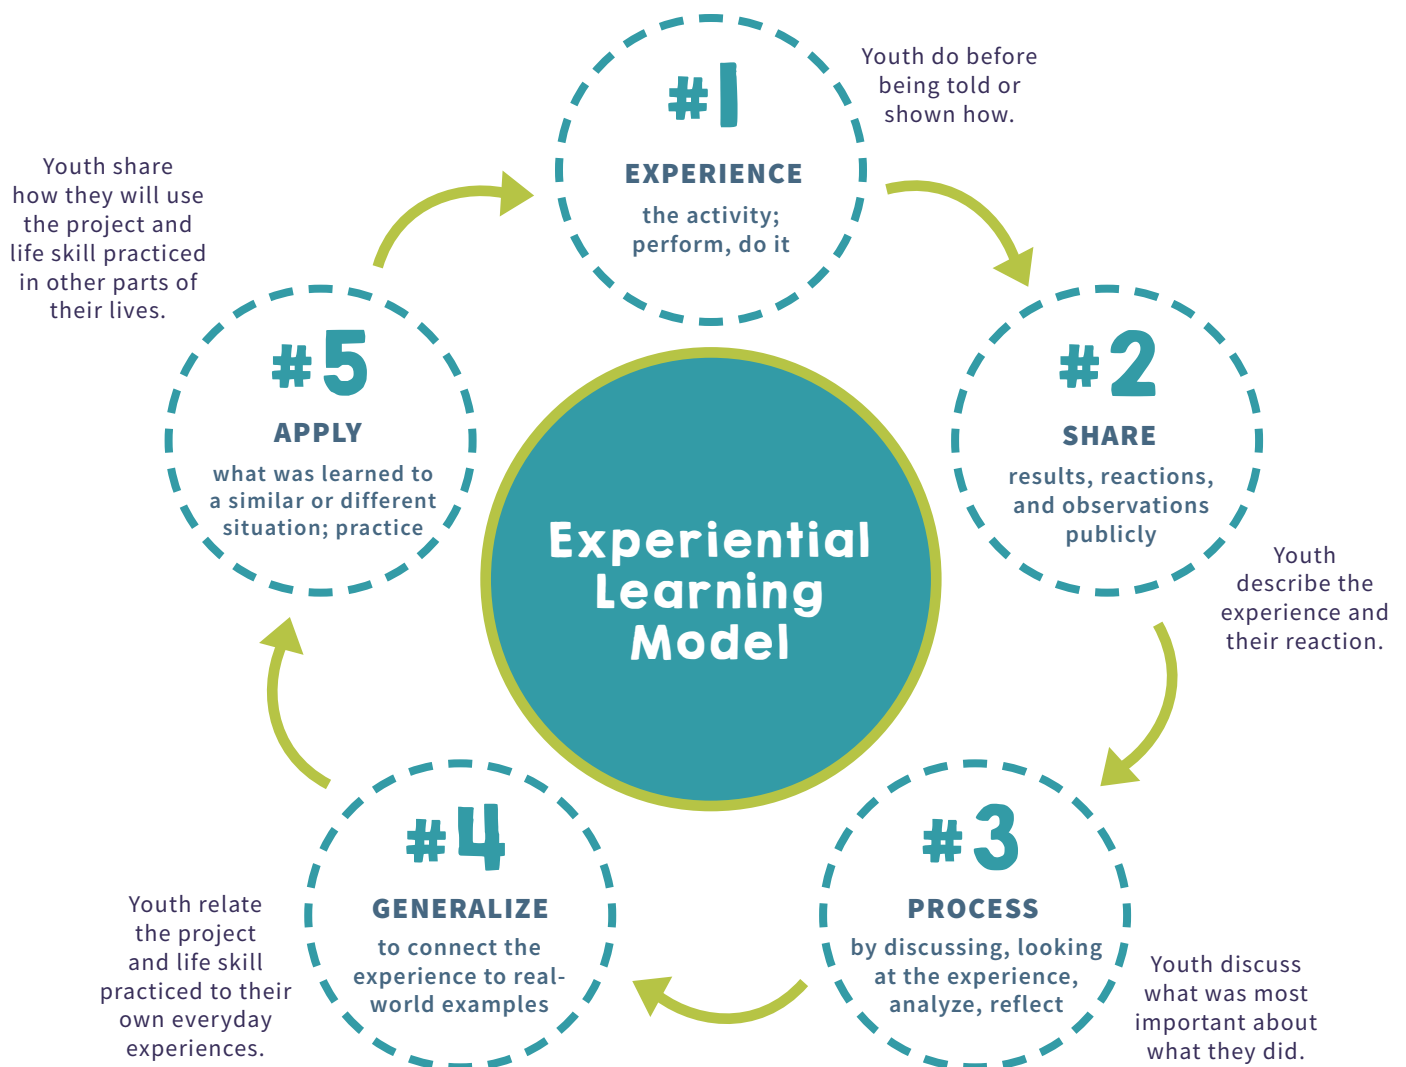 #1
EXPERIENCE
the activity;
perform, do it
Youth do before
being told or
shown how.
#2
SHARE
results, reactions,
and observations
publicly
Youth
describe the
experience and
their reaction.
#3
PROCESS
by discussing, looking
at the experience,
analyze, reflect
Youth discuss
what was most
important about
what they did.
#4
GENERALIZE
to connect the
experience to real-
world examples
Youth relate
the project
and life skill
practiced to their
own everyday
experiences.
#5
APPLY
what was learned to
a similar or different
situation; practice
Youth share
how they will use
the project and
life skill practiced
in other parts of
their lives.
Experiential
Learning
Model